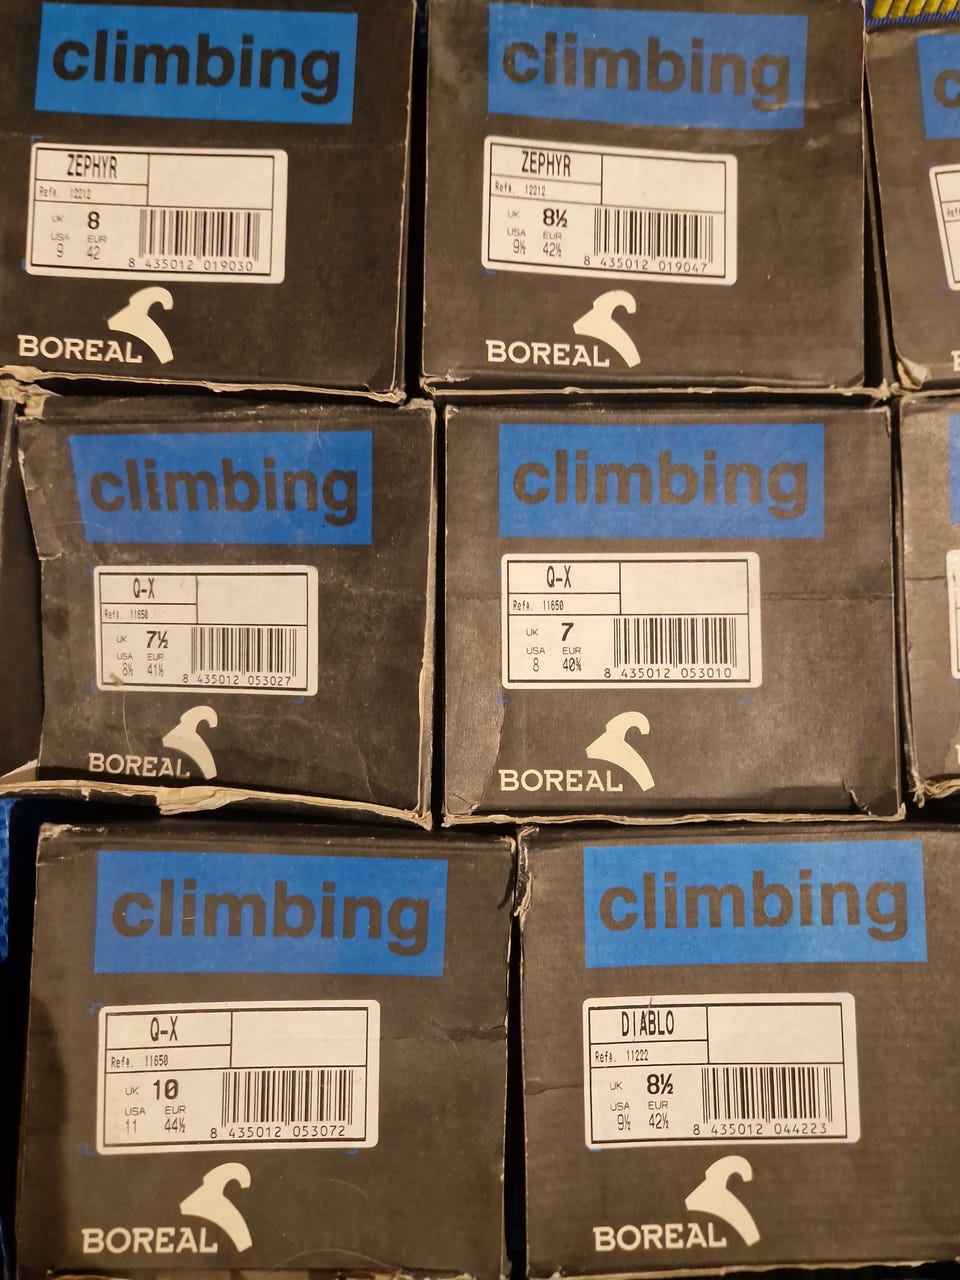 climbing
ZEPHYR
Refª. 12212
UK 8
USA EUR
9 42
8 435012 019030
BOREAL
climbing
ZEPHYR
Refª. 12212
UK 8½
USA EUR
9½ 42½
8 435012 019047
BOREAL
c
Ref
climbing
Q-X
Refª. 11650
UK 7½
USA EUR
8½ 41½
8 435012 053027
BOREAL
climbing
Q-X
Refª. 11650
UK 7
USA EUR
8 40¾
8 435012 053010
BOREAL
climbing
Q-X
Refª. 11650
UK 10
USA EUR
11 44½
8 435012 053072
BOREAL
climbing
DIABLO
Refª. 11222
UK 8½
USA EUR
9½ 42½
8 435012 044223
BOREAL